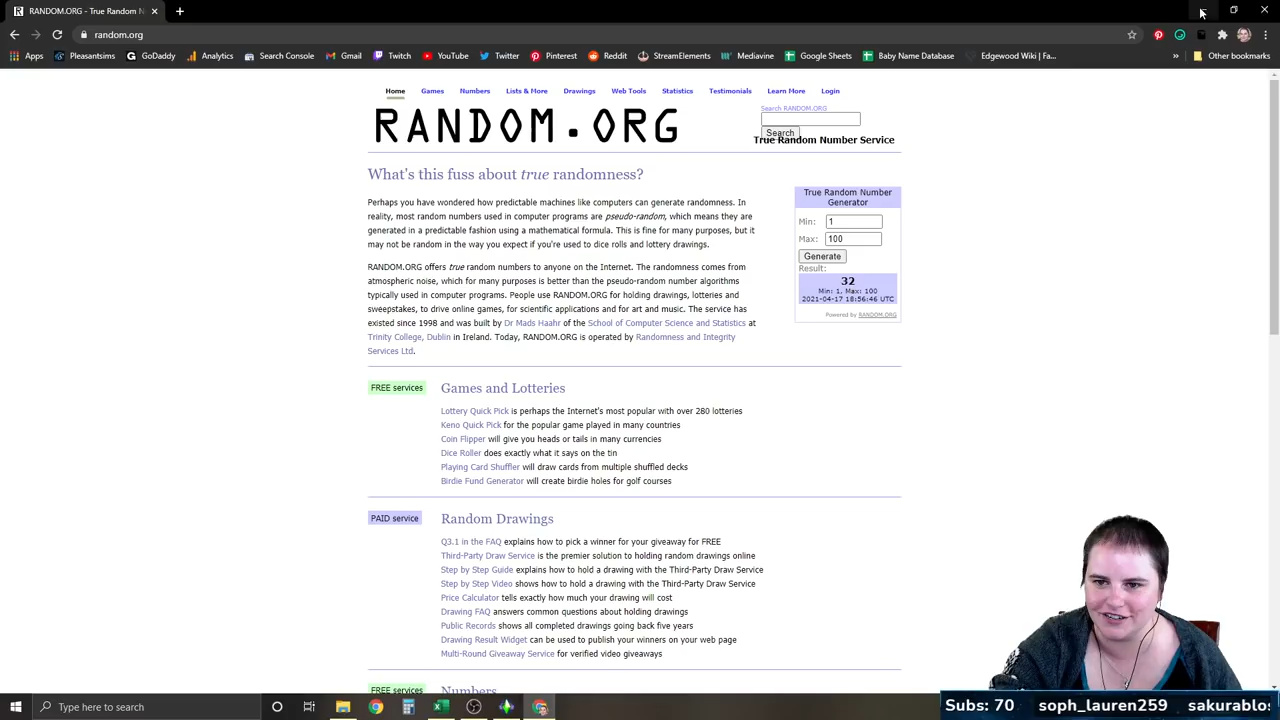 RANDOM.ORG - True Random N
random.org
Apps Pleasantsims GoDaddy Analytics Search Console Gmail Twitch YouTube Twitter Pinterest Reddit StreamElements Mediavine Google Sheets Baby Name Database Edgewood Wiki | Fa... » Other bookmarks
Home Games Numbers Lists & More Drawings Web Tools Statistics Testimonials Learn More Login
Search RANDOM.ORG
RANDOM.ORG
Search
True Random Number Service
What's this fuss about true randomness?
Perhaps you have wondered how predictable machines like computers can generate randomness. In
reality, most random numbers used in computer programs are pseudo-random, which means they are
generated in a predictable fashion using a mathematical formula. This is fine for many purposes, but it
may not be random in the way you expect if you're used to dice rolls and lottery drawings.
RANDOM.ORG offers true random numbers to anyone on the Internet. The randomness comes from
atmospheric noise, which for many purposes is better than the pseudo-random number algorithms
typically used in computer programs. People use RANDOM.ORG for holding drawings, lotteries and
sweepstakes, to drive online games, for scientific applications and for art and music. The service has
existed since 1998 and was built by Dr Mads Haahr of the School of Computer Science and Statistics at
Trinity College, Dublin in Ireland. Today, RANDOM.ORG is operated by Randomness and Integrity
Services Ltd.
True Random Number
Generator
Min: 1
Max: 100
Generate
Result:
32
Min: 1, Max: 100
2021-04-17 18:56:46 UTC
Powered by RANDOM.ORG
FREE services
Games and Lotteries
Lottery Quick Pick is perhaps the Internet's most popular with over 280 lotteries
Keno Quick Pick for the popular game played in many countries
Coin Flipper will give you heads or tails in many currencies
Dice Roller does exactly what it says on the tin
Playing Card Shuffler will draw cards from multiple shuffled decks
Birdie Fund Generator will create birdie holes for golf courses
PAID service
Random Drawings
Q3.1 in the FAQ explains how to pick a winner for your giveaway for FREE
Third-Party Draw Service is the premier solution to holding random drawings online
Step by Step Guide explains how to hold a drawing with the Third-Party Draw Service
Step by Step Video shows how to hold a drawing with the Third-Party Draw Service
Price Calculator tells exactly how much your drawing will cost
Drawing FAQ answers common questions about holding drawings
Public Records shows all completed drawings going back five years
Drawing Result Widget can be used to publish your winners on your web page
Multi-Round Giveaway Service for verified video giveaways
FREE services
Numbers
Type here to search
Subs: 70 soph_lauren259 sakurablos